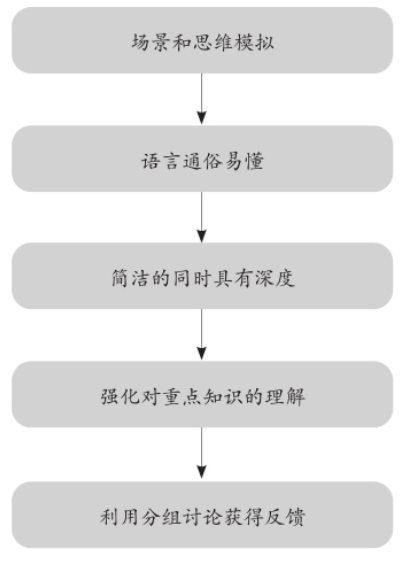 场景和思维模拟
语言通俗易懂
简洁的同时具有深度
强化对重点知识的理解
利用分组讨论获得反馈